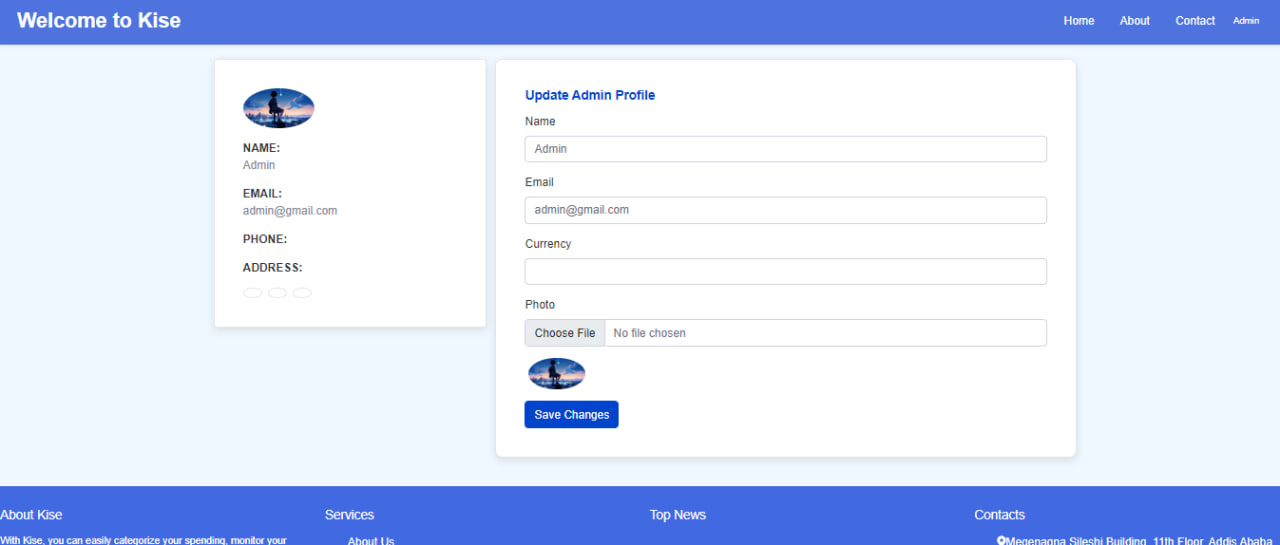 Welcome to Kise
Home About Contact Admin
NAME:
Admin
EMAIL:
admin@gmail.com
PHONE:
ADDRESS:
Update Admin Profile
Name
Admin
Email
admin@gmail.com
Currency
Photo
Choose File No file chosen
Save Changes
About Kise
With Kise, you can easily categorize your spending, monitor your
Services
About Us
Top News
Contacts
Megenagna Sileshi Building, 11th Floor, Addis Ababa